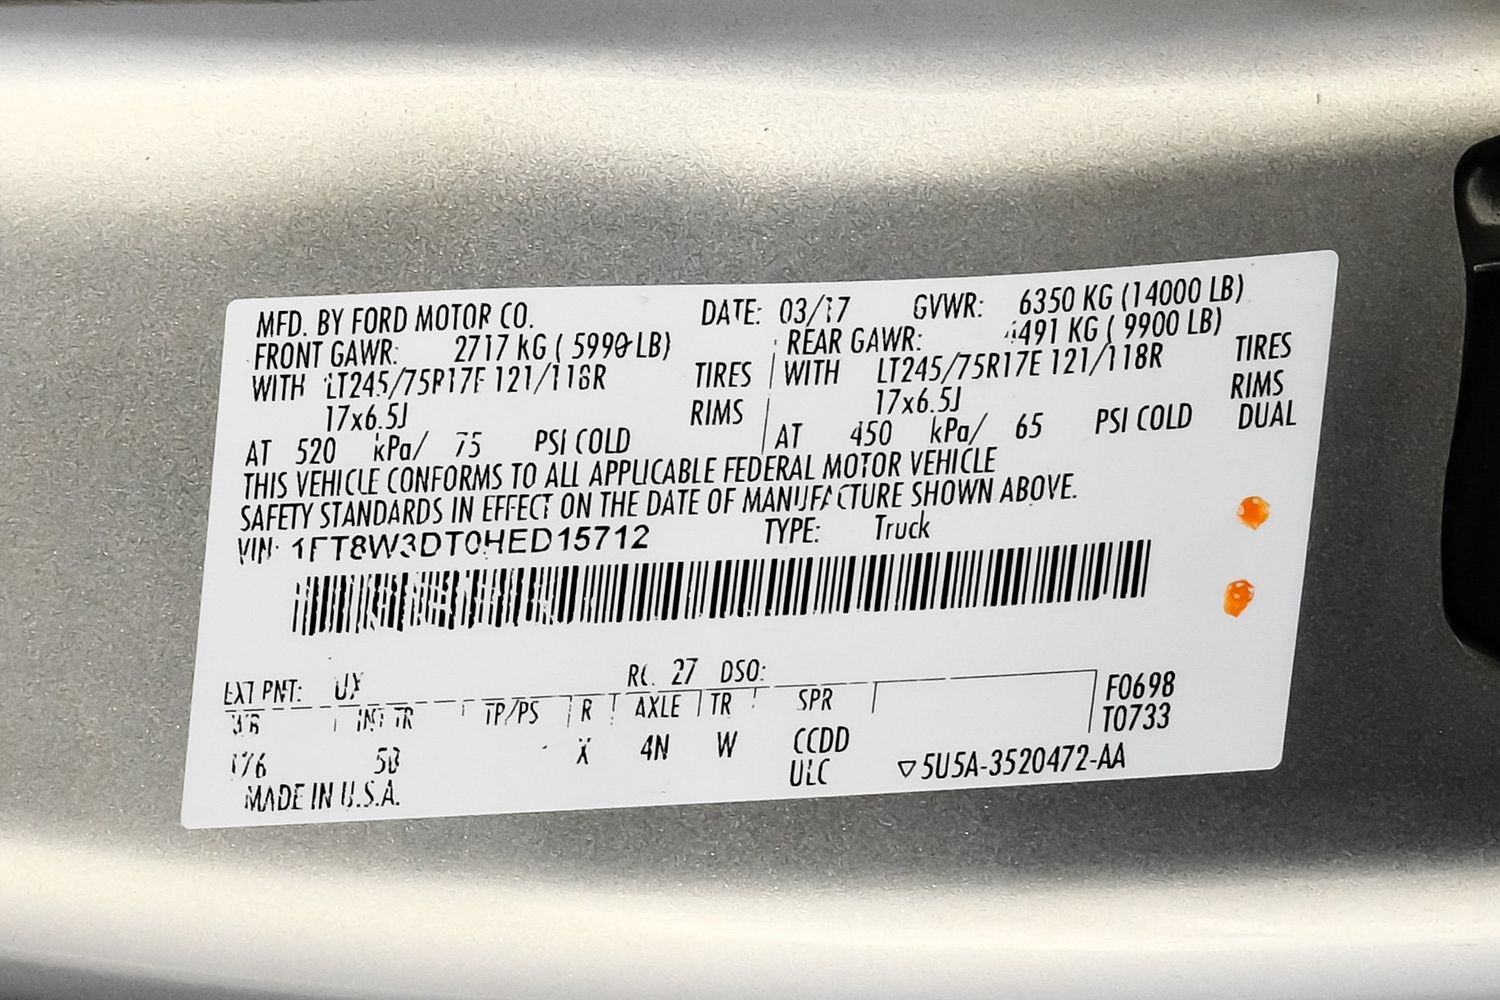 MFD. BY FORD MOTOR CO. DATE: 03/17 GVWR: 6350 KG (14000 LB)
FRONT GAWR: 2717 KG ( 5990 LB) REAR GAWR: 4491 KG ( 9900 LB)
WITH LT245/75R17E 121/118R TIRES WITH LT245/75R17E 121/118R TIRES
17x6.5J RIMS 17x6.5J RIMS
AT 520 kPa/ 75 PSI COLD AT 450 kPa/ 65 PSI COLD DUAL
THIS VEHICLE CONFORMS TO ALL APPLICABLE FEDERAL MOTOR VEHICLE
SAFETY STANDARDS IN EFFECT ON THE DATE OF MANUFACTURE SHOWN ABOVE.
VIN: 1FT8W3DT0HED15712 TYPE: Truck
EXT PNT: UX RC: 27 DSO:
WB INT TR TP/PS R AXLE TR SPR F0698
176 X 4N W CCDD T0733
ULC 5U5A-3520472-AA
MADE IN U.S.A.